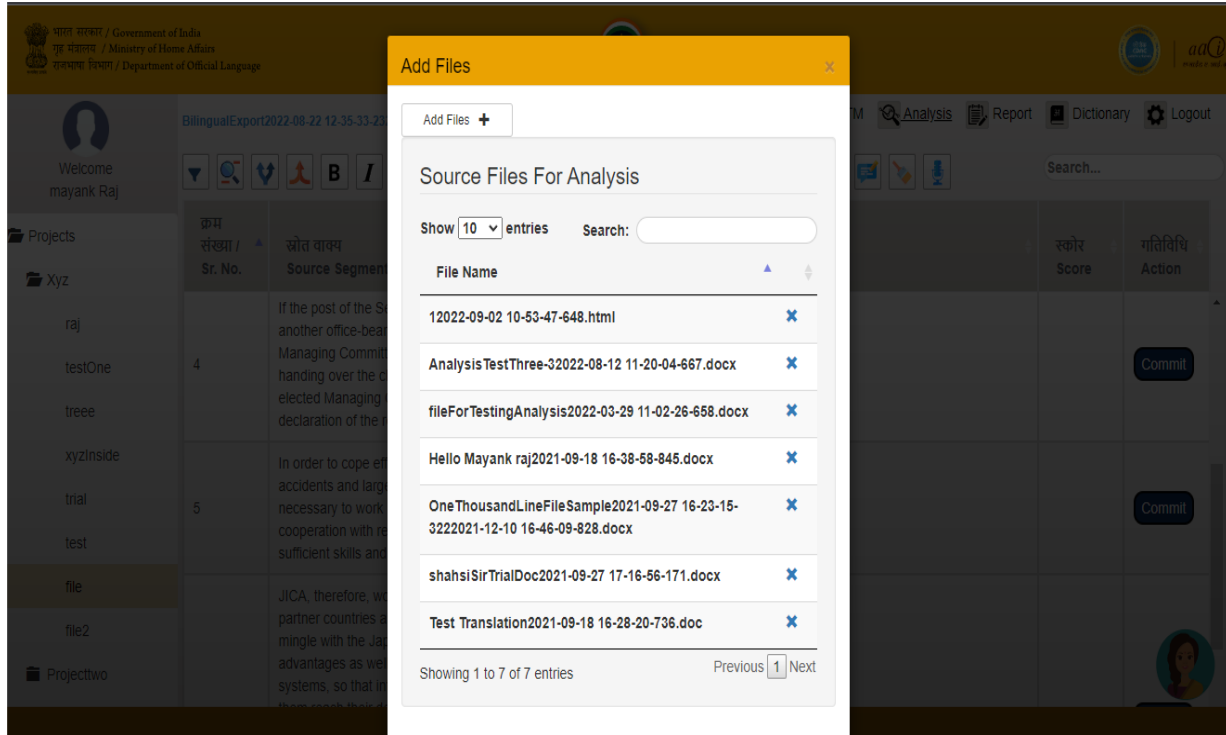 भारत सरकार / Government of India
गृह मंत्रालय / Ministry of Home Affairs
राजभाषा विभाग / Department of Official Language
Add Files
x
Add Files +
Welcome
mayank Raj
BilingualExport2022-08-22 12-35-33-23
TM Analysis Report Dictionary Logout
B I
Search...
Source Files For Analysis
Show 10 entries Search:
File Name
Projects
Xyz
raj
testOne
treee
xyzInside
trial
test
file
file2
Projecttwo
क्रम
संख्या /
Sr. No.
स्रोत वाक्य
Source Segment
स्कोर
Score
गतिविधि
Action
4
If the post of the
another office-bear
Managing
handing over the
elected Managing
declaration of the
Commit
5
In order to cope
accidents and
necessary to work
cooperation with
sufficient skills and
Commit
JICA, therefore,
partner countries
mingle with the
advantages as
systems, so that
them reach their
12022-09-02 10-53-47-648.html
AnalysisTestThree-32022-08-12 11-20-04-667.docx
fileForTestingAnalysis2022-03-29 11-02-26-658.docx
Hello Mayank raj2021-09-18 16-38-58-845.docx
OneThousandLineFileSample2021-09-27 16-23-15-
3222021-12-10 16-46-09-828.docx
shahsiSirTrialDoc2021-09-27 17-16-56-171.docx
Test Translation2021-09-18 16-28-20-736.doc
Showing 1 to 7 of 7 entries
Previous 1 Next